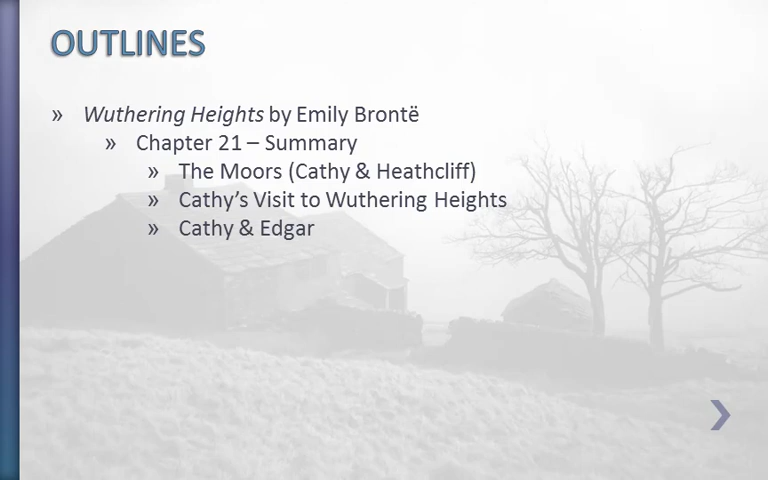 OUTLINES
» Wuthering Heights by Emily Brontë
» Chapter 21 – Summary
» The Moors (Cathy & Heathcliff)
» Cathy’s Visit to Wuthering Heights
» Cathy & Edgar